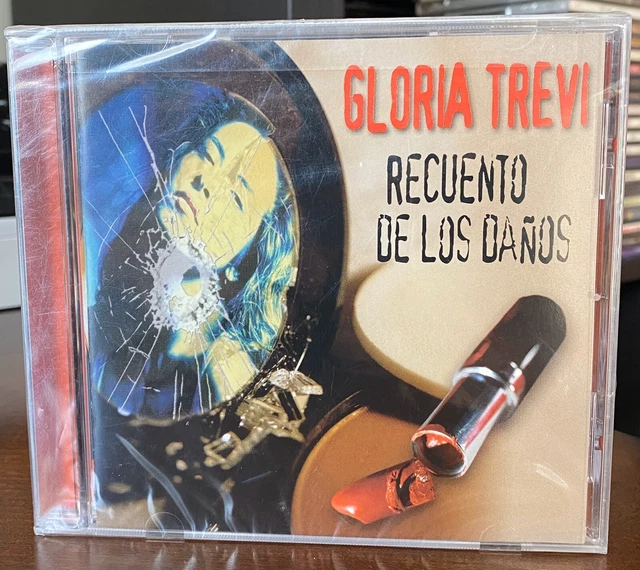 GLORIA TREVI
RECUENTO
DE LOS DAÑOS